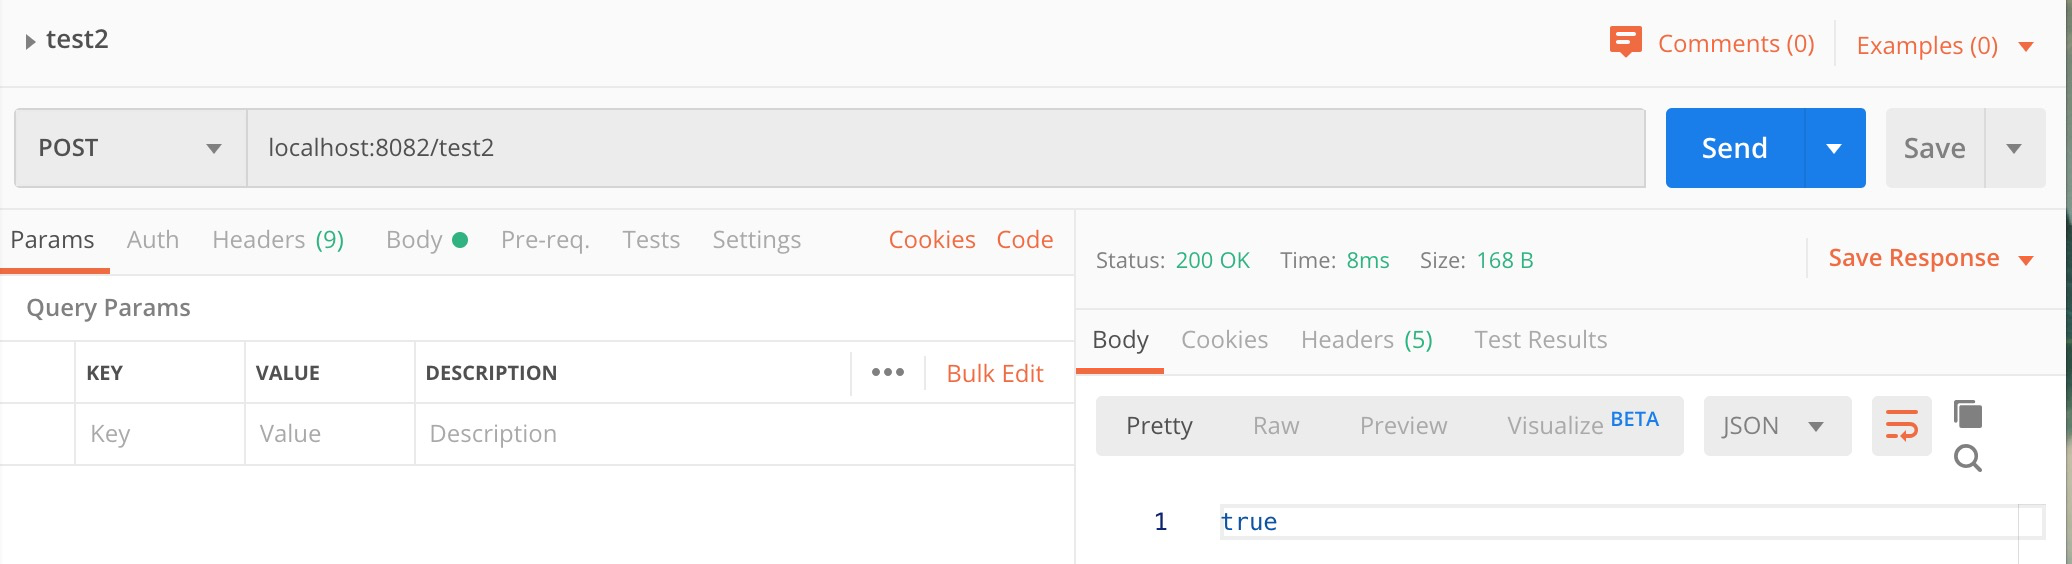 test2
Comments (0) Examples (0)
POST localhost:8082/test2 Send Save
Params Auth Headers (9) Body Pre-req. Tests Settings Cookies Code
Query Params
KEY VALUE DESCRIPTION ••• Bulk Edit
Key Value Description
Status: 200 OK Time: 8ms Size: 168 B Save Response
Body Cookies Headers (5) Test Results
Pretty Raw Preview Visualize BETA JSON
1 true